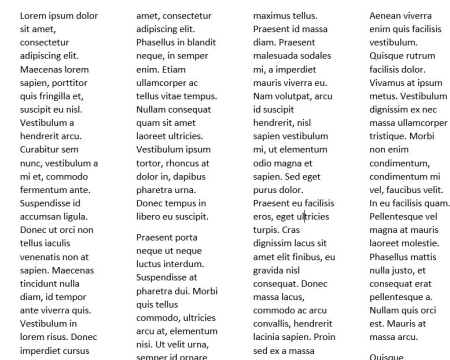 Lorem ipsum dolor
sit amet,
consectetur
adipiscing elit.
Maecenas lorem
sapien, porttitor
quis fringilla et,
suscipit eu nisl.
Vestibulum a
hendrerit arcu.
Curabitur sem
nunc, vestibulum a
mi et, commodo
fermentum ante.
Suspendisse id
accumsan ligula.
Donec ut orci non
tellus iaculis
venenatis non at
sapien. Maecenas
tincidunt nulla
diam, id tempor
ante viverra quis.
Vestibulum in
lorem risus. Donec
imperdiet cursus
amet, consectetur
adipiscing elit.
Phasellus in blandit
neque, in semper
enim. Etiam
ullamcorper ac
tellus vitae tempus.
Nullam consequat
quam sit amet
laoreet ultricies.
Vestibulum ipsum
tortor, rhoncus at
dolor in, dapibus
pharetra urna.
Donec tempus in
libero eu suscipit.
Praesent porta
neque ut neque
luctus interdum.
Suspendisse at
pharetra dui. Morbi
quis tellus
commodo, ultricies
arcu at, elementum
nisi. Ut velit urna,
semper id ornare
maximus tellus.
Praesent id massa
diam. Praesent
malesuada sodales
mi, a imperdiet
mauris viverra eu.
Nam volutpat, arcu
id suscipit
hendrerit, nisl
sapien vestibulum
mi, ut elementum
odio magna et
sapien. Sed eget
purus dolor.
Praesent eu facilisis
eros, eget ultricies
turpis. Cras
dignissim lacus sit
amet elit finibus, eu
gravida nisl
consequat. Donec
massa lacus,
commodo ac arcu
convallis, hendrerit
lacinia sapien. Proin
sed ex a massa
Aenean viverra
enim quis facilisis
vestibulum.
Quisque rutrum
facilisis dolor.
Vivamus at ipsum
metus. Vestibulum
dignissim ex nec
massa ullamcorper
tristique. Morbi
non enim
condimentum,
condimentum mi
vel, faucibus velit.
In eu facilisis quam.
Pellentesque vel
magna at mauris
laoreet molestie.
Phasellus mattis
nulla justo, et
consequat erat
pellentesque a.
Nullam quis orci
est. Mauris at
massa arcu.
Quisque